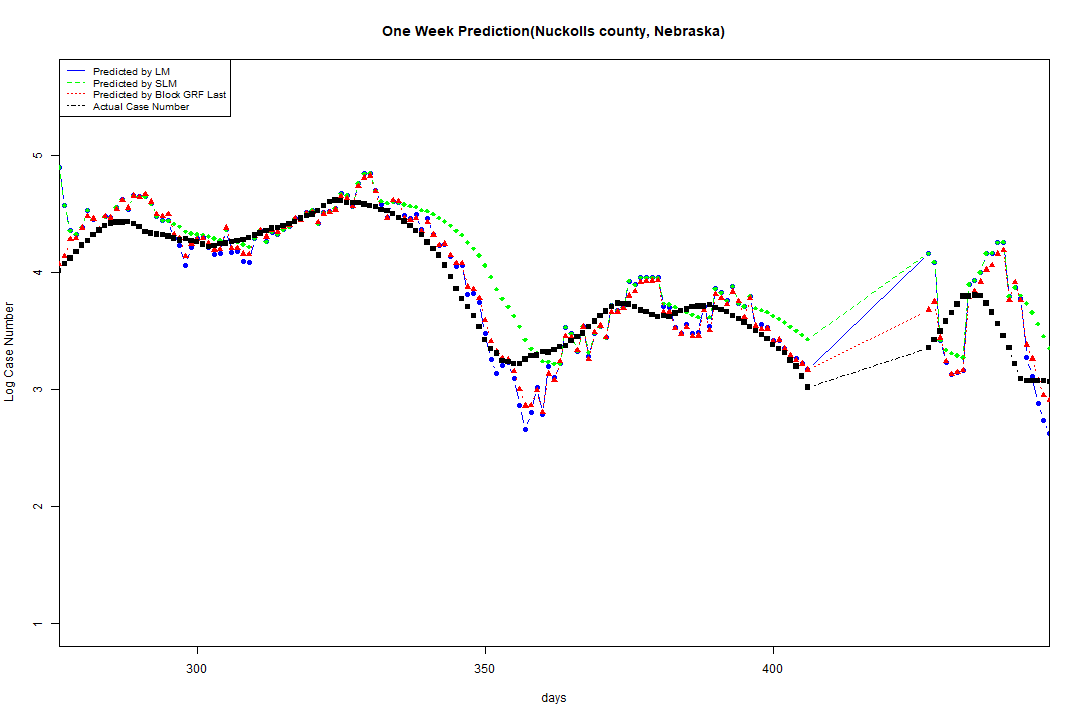 One Week Prediction(Nuckolls county, Nebraska)
Predicted by LM
Predicted by SLM
Predicted by Block GRF Last
Actual Case Number
5
4
3
2
1
Log Case Number
300
350
400
days